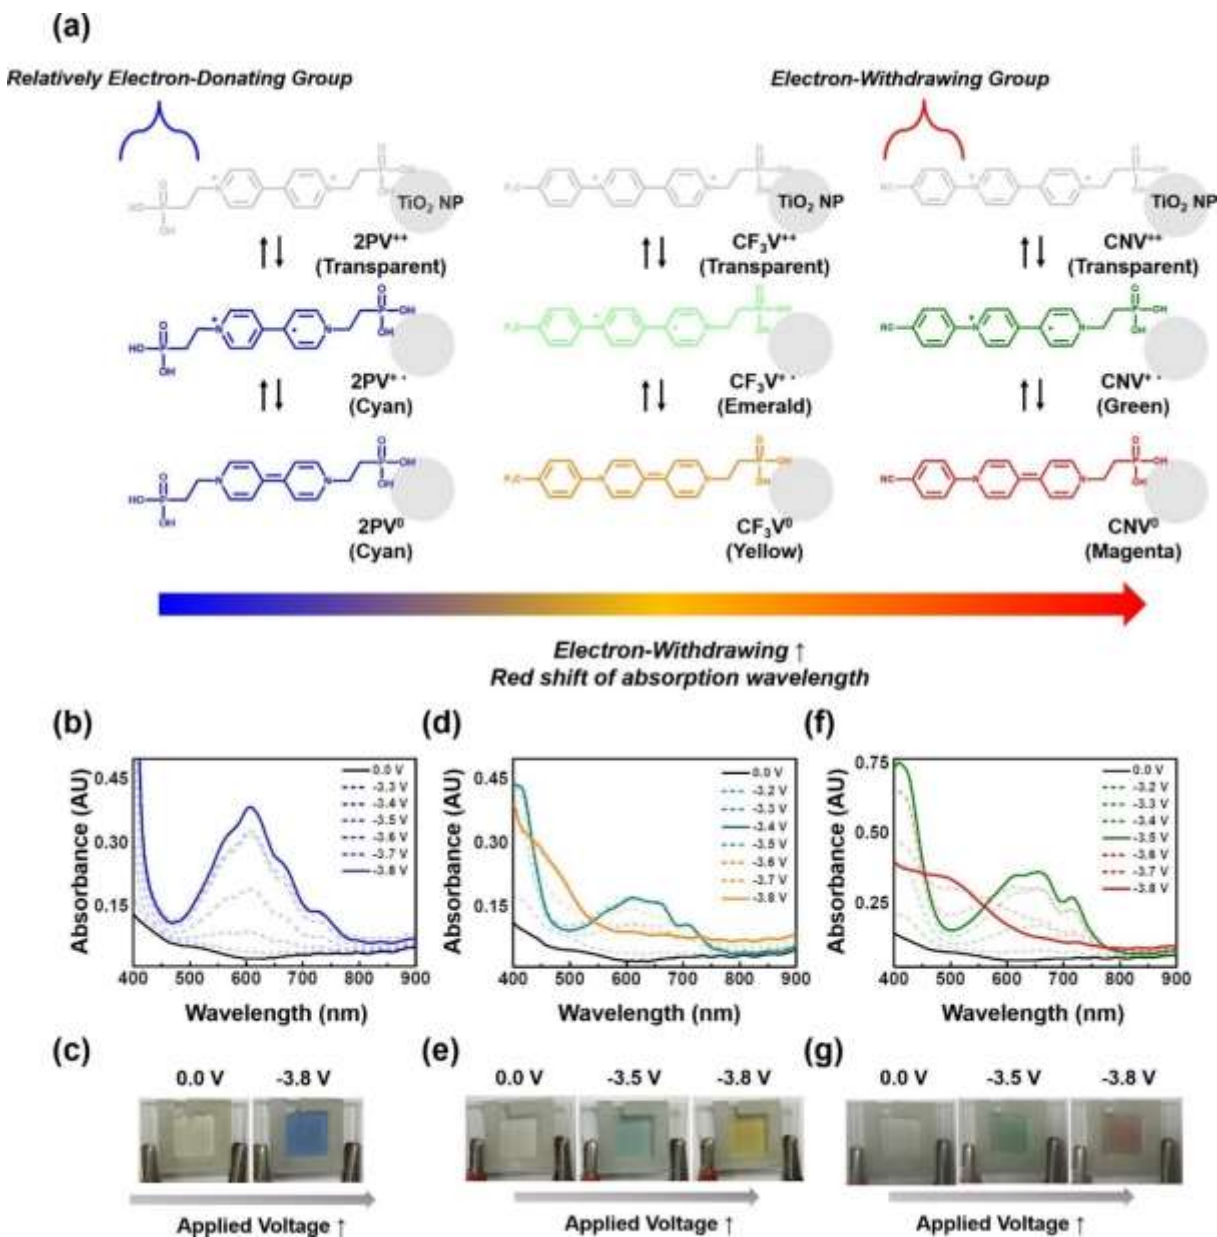 (a)
Relatively Electron-Donating Group
Electron-Withdrawing Group
TiO₂ NP
TiO₂ NP
TiO₂ NP
2PV⁺⁺
(Transparent)
CF₃V⁺⁺
(Transparent)
CNV⁺⁺
(Transparent)
2PV⁺·
(Cyan)
CF₃V⁺·
(Emerald)
CNV⁺·
(Green)
2PV⁰
(Cyan)
CF₃V⁰
(Yellow)
CNV⁰
(Magenta)
Electron-Withdrawing ↑
Red shift of absorption wavelength
(b)
Absorbance (AU)
0.45
0.30
0.15
0.0 V
-3.3 V
-3.4 V
-3.5 V
-3.6 V
-3.7 V
-3.8 V
400 500 600 700 800 900
Wavelength (nm)
(d)
Absorbance (AU)
0.45
0.30
0.15
0.0 V
-3.2 V
-3.3 V
-3.4 V
-3.5 V
-3.6 V
-3.7 V
-3.8 V
400 500 600 700 800 900
Wavelength (nm)
(f)
Absorbance (AU)
0.75
0.50
0.25
0.0 V
-3.2 V
-3.3 V
-3.4 V
-3.5 V
-3.6 V
-3.7 V
-3.8 V
400 500 600 700 800 900
Wavelength (nm)
(c)
0.0 V -3.8 V
Applied Voltage ↑
(e)
0.0 V -3.5 V -3.8 V
Applied Voltage ↑
(g)
0.0 V -3.5 V -3.8 V
Applied Voltage ↑